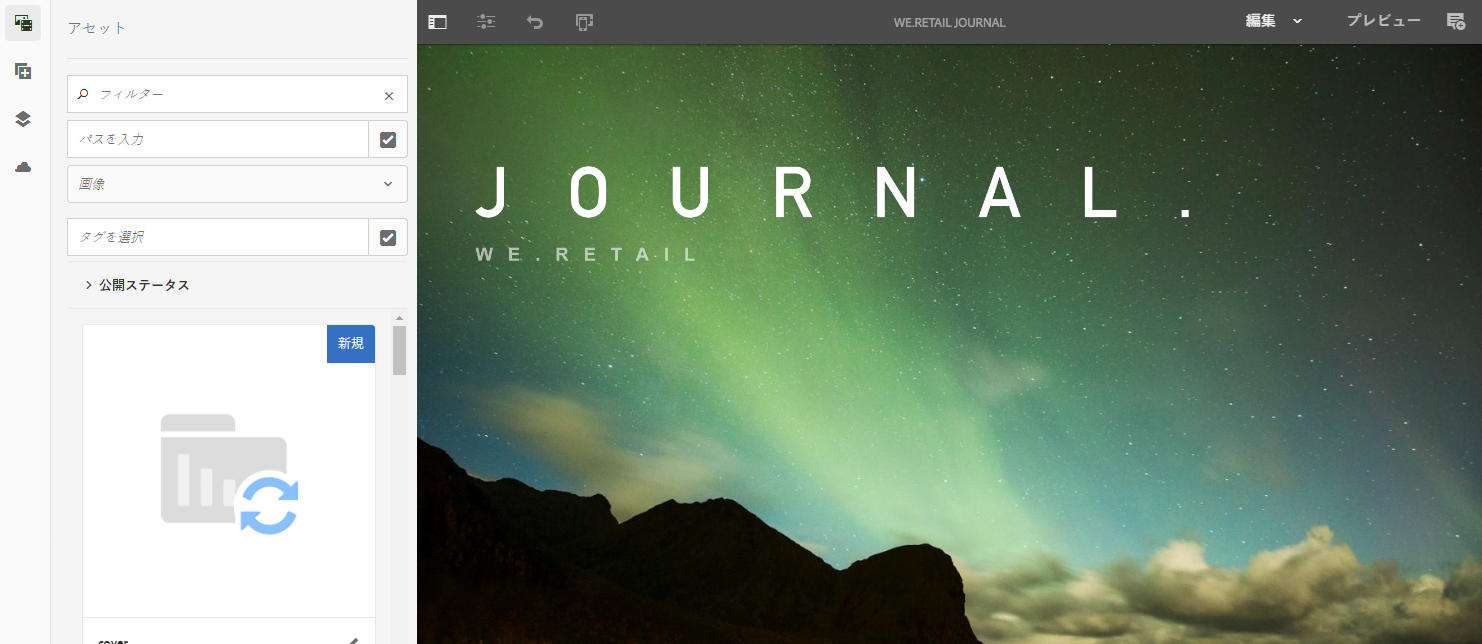 アセット
フィルター
パスを入力
画像
タグを選択
公開ステータス
新規
cover
WE.RETAIL JOURNAL
編集
プレビュー
JOURNAL.
WE.RETAIL